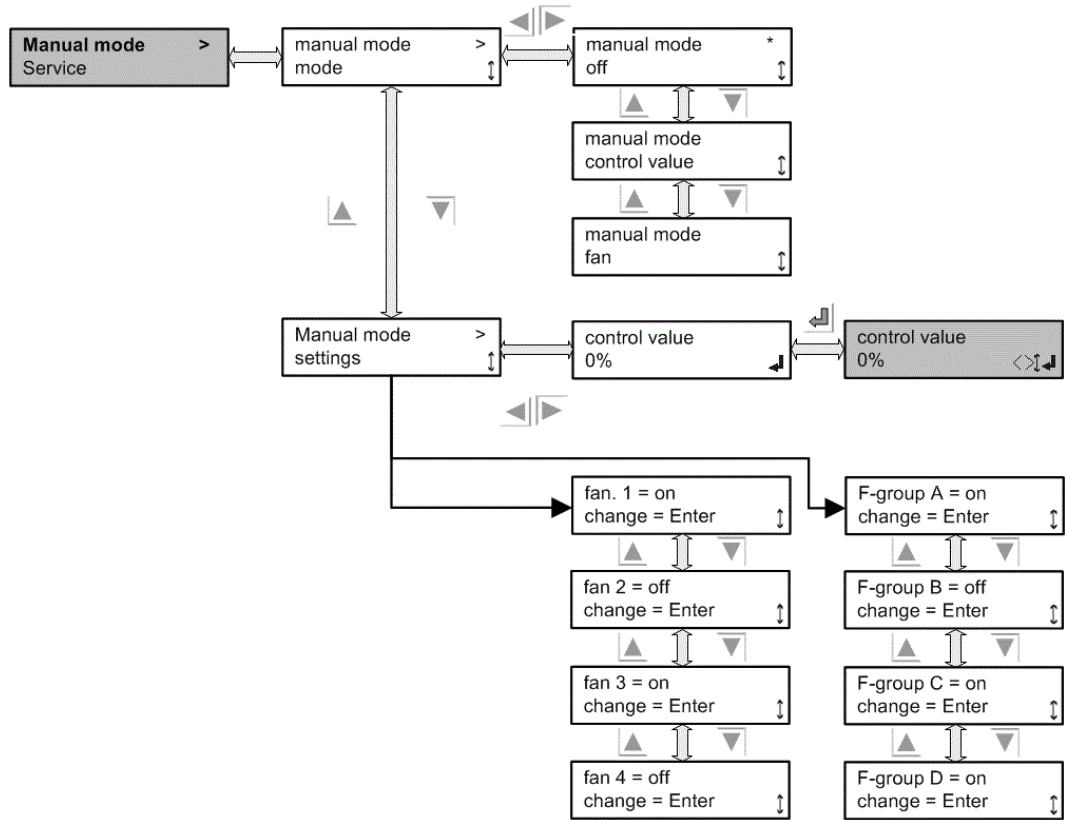 Manual mode >
Service
manual mode >
mode
manual mode *
off
manual mode
control value
manual mode
fan
Manual mode >
settings
control value
0%
control value
0% <>
fan. 1 = on
change = Enter
fan 2 = off
change = Enter
fan 3 = on
change = Enter
fan 4 = off
change = Enter
F-group A = on
change = Enter
F-group B = off
change = Enter
F-group C = on
change = Enter
F-group D = on
change = Enter